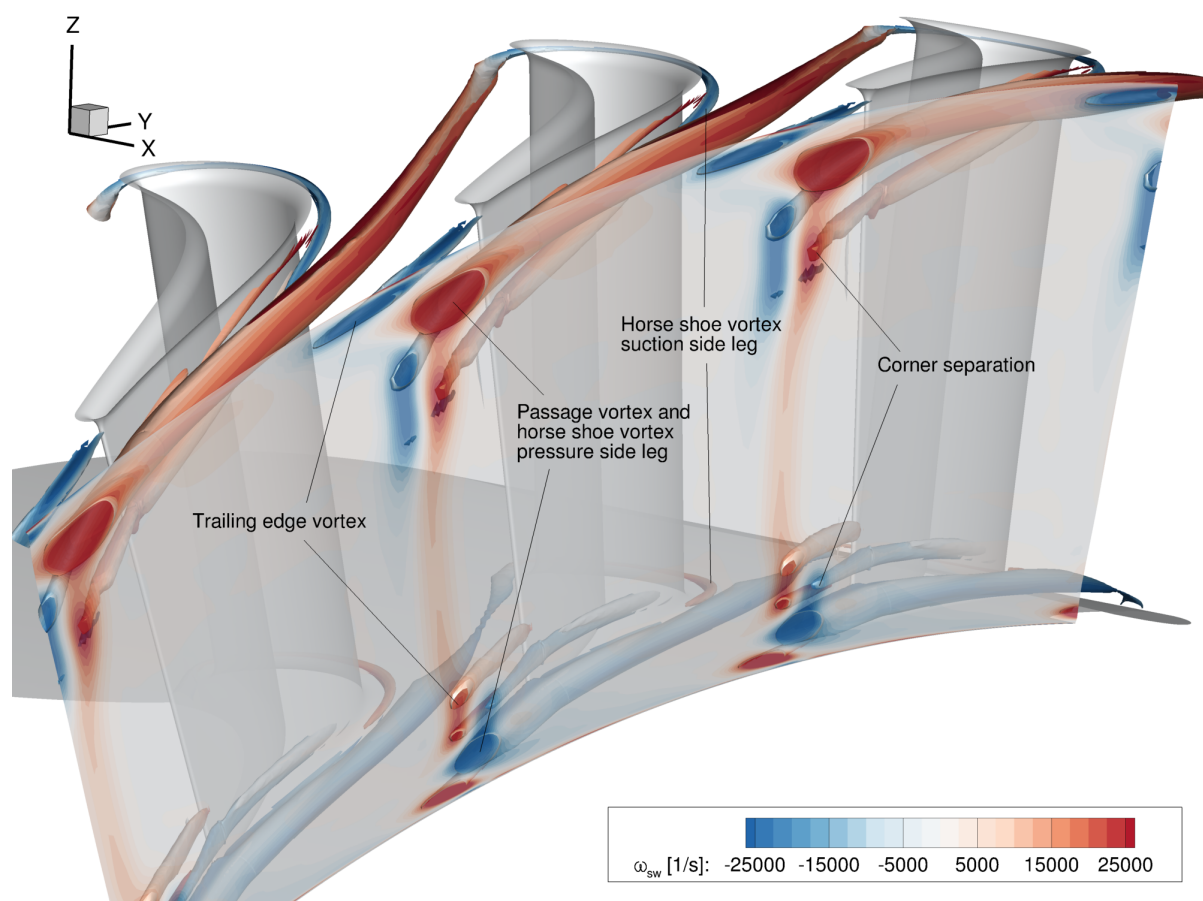 Z
Y
X
Horse shoe vortex
suction side leg
Corner separation
Passage vortex and
horse shoe vortex
pressure side leg
Trailing edge vortex
ωsw [1/s]: -25000 -15000 -5000 5000 15000 25000